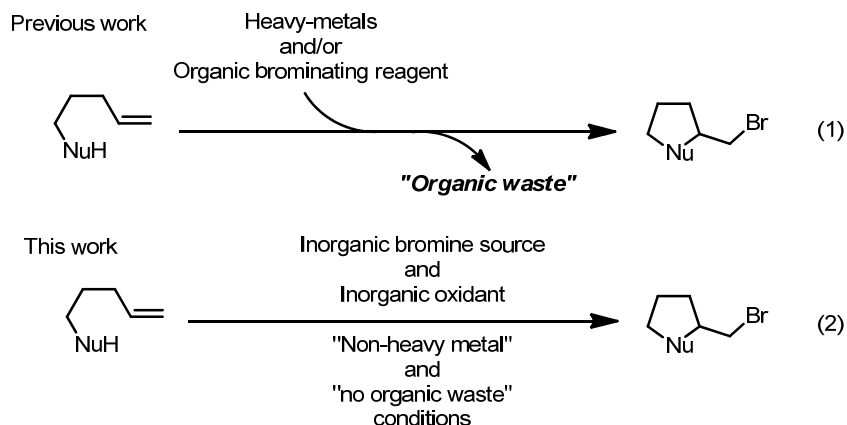 Previous work
Heavy-metals
and/or
Organic brominating reagent
NuH
"Organic waste"
Nu
Br
(1)
This work
Inorganic bromine source
and
Inorganic oxidant
NuH
"Non-heavy metal"
and
"no organic waste"
conditions
Nu
Br
(2)